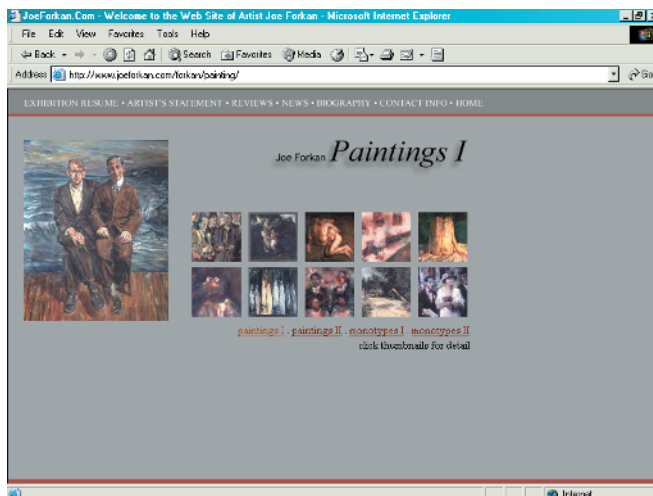 JoeForkan.Com - Welcome to the Web Site of Artist Joe Forkan - Microsoft Internet Explorer
File Edit View Favorites Tools Help
Back Search Favorites Media
Address http://www.joeforkan.com/forkan/painting/ Go
EXHIBITION RESUME • ARTIST'S STATEMENT • REVIEWS • NEWS • BIOGRAPHY • CONTACT INFO • HOME
Joe Forkan Paintings I
paintings I . paintings II . monotypes I . monotypes II
click thumbnails for detail
Internet